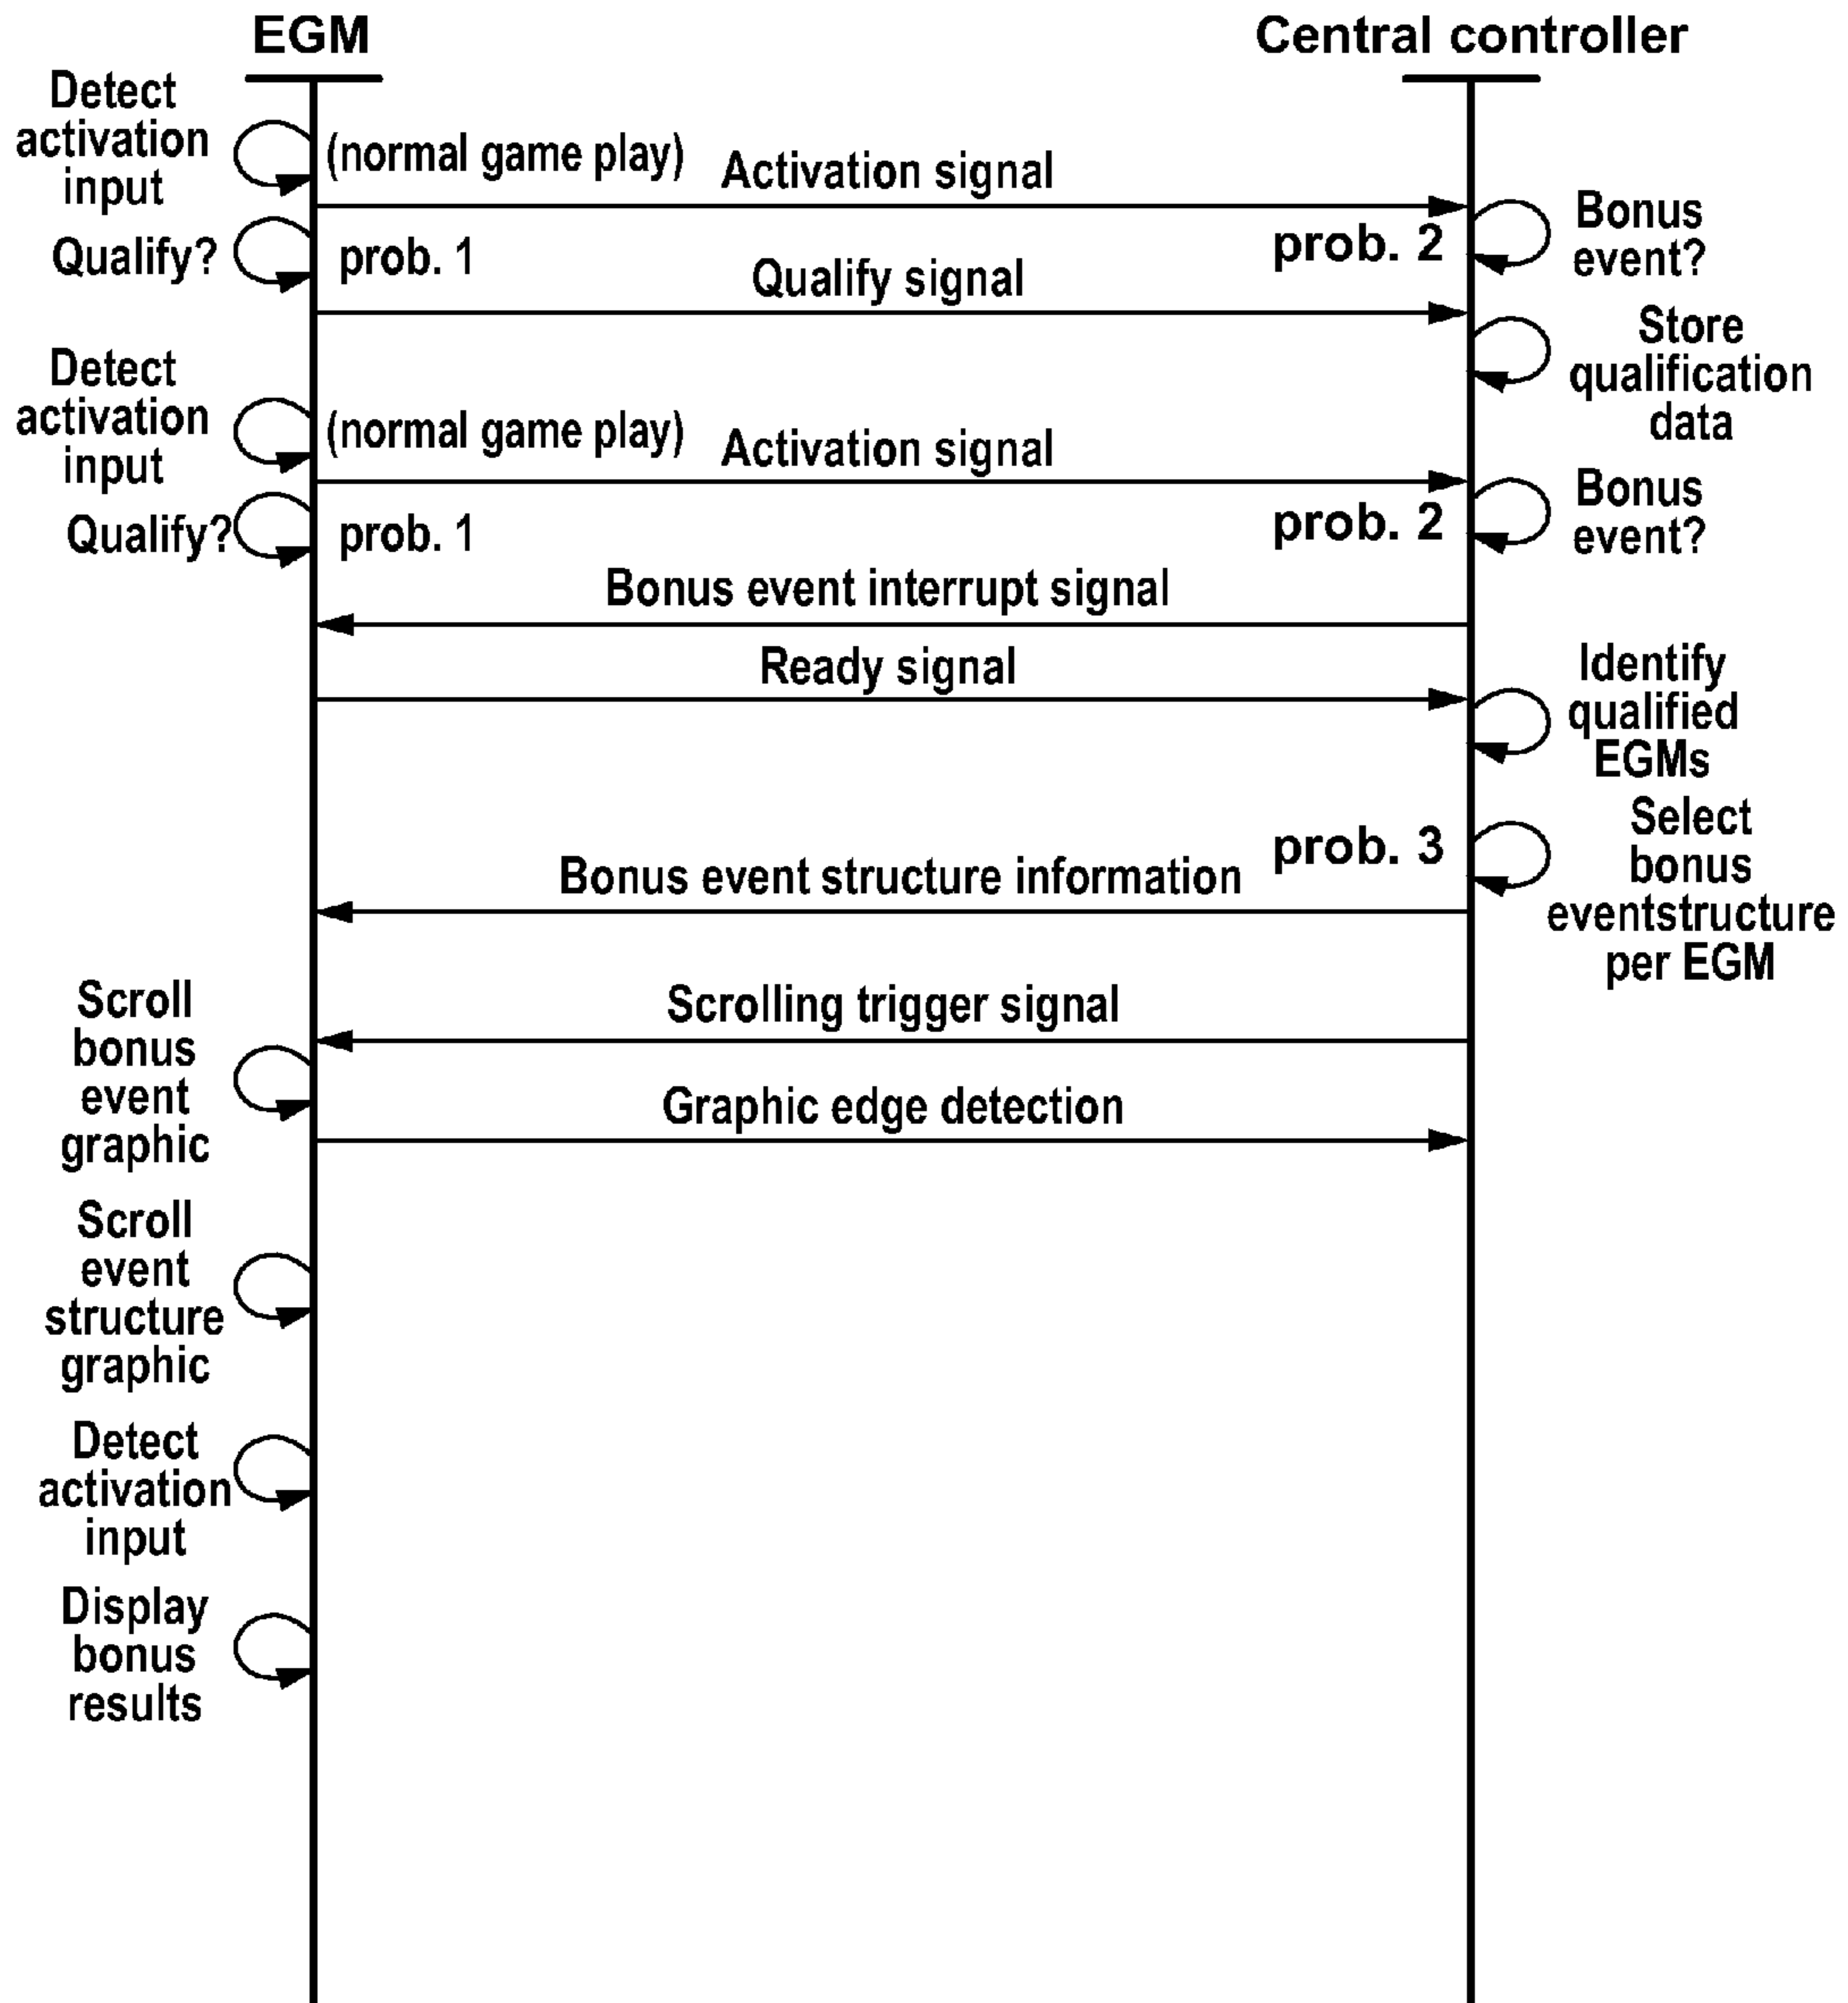 EGM
Central controller
Detect
activation
input
(normal game play)
Activation signal
Qualify?
prob. 1
prob. 2
Bonus
event?
Qualify signal
Store
qualification
data
Detect
activation
input
(normal game play)
Activation signal
Qualify?
prob. 1
prob. 2
Bonus
event?
Bonus event interrupt signal
Ready signal
Identify
qualified
EGMs
prob. 3
Select
bonus
eventstructure
per EGM
Bonus event structure information
Scrolling trigger signal
Scroll
bonus
event
graphic
Graphic edge detection
Scroll
event
structure
graphic
Detect
activation
input
Display
bonus
results